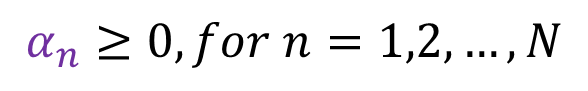 αₙ ≥ 0, for n = 1,2, … , N